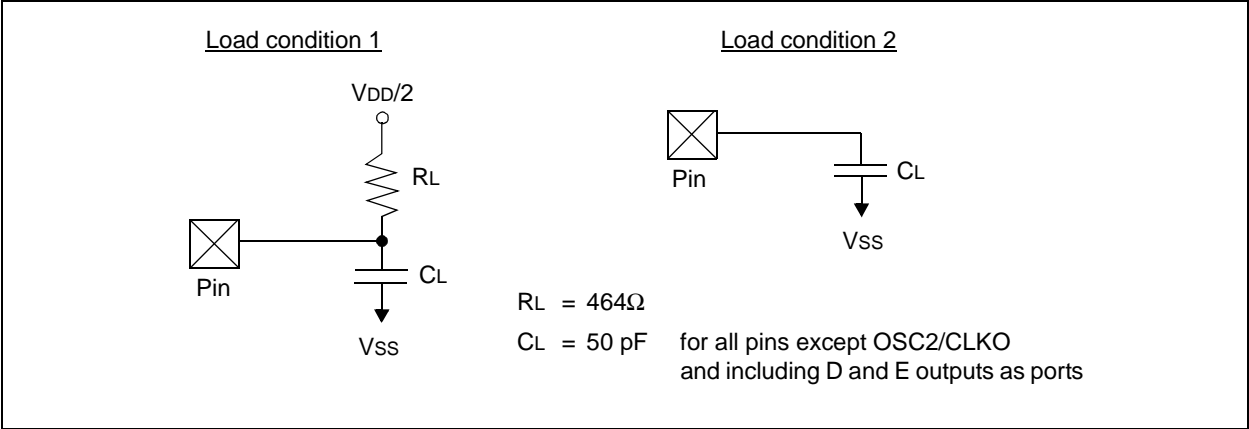 Load condition 1
Load condition 2
VDD/2
RL
CL
Pin
VSS
CL
Pin
VSS
RL = 464Ω
CL = 50 pF for all pins except OSC2/CLKO
and including D and E outputs as ports